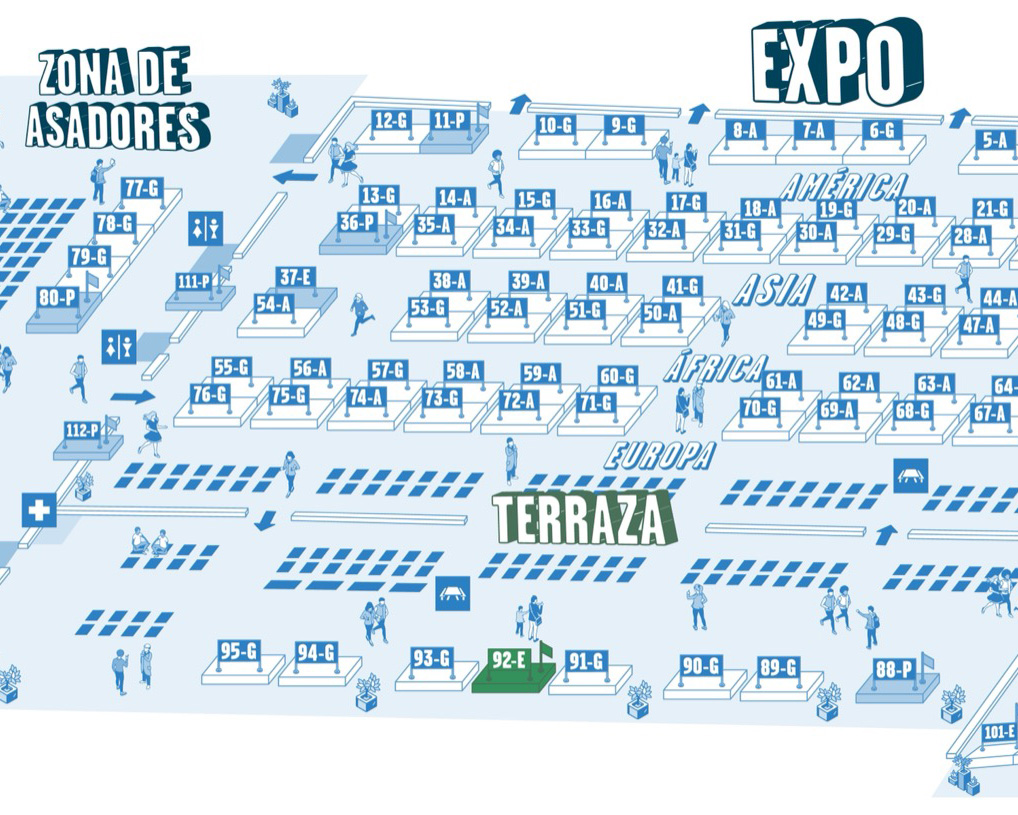 ZONA DE
ASADORES
EXPO
12-G 11-P 10-G 9-G 8-A 7-A 6-G 5-A
AMÉRICA
77-G
78-G
79-G
80-P
13-G 14-A 15-G 16-A 17-G 18-A 19-G 20-A 21-G
36-P 35-A 34-A 33-G 32-A 31-G 30-A 29-G 28-A
ASIA
111-P
37-E 38-A 39-A 40-A 41-G 42-A 43-G 44-A
54-A 53-G 52-A 51-G 50-A 49-G 48-G 47-A
ÁFRICA
55-G 56-A 57-G 58-A 59-A 60-G 61-A 62-A 63-A 64-
76-G 75-G 74-A 73-G 72-A 71-G 70-G 69-A 68-G 67-A
112-P
EUROPA
TERRAZA
95-G 94-G 93-G 92-E 91-G 90-G 89-G 88-P
101-E